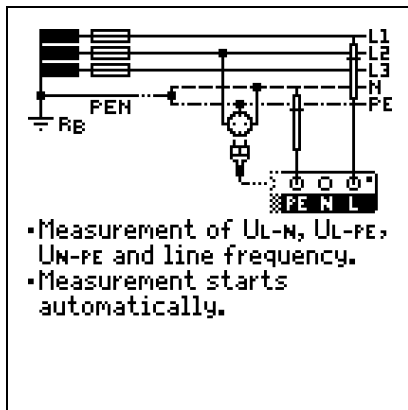 L1
L2
L3
N
PE
PEN
RB
PE N L
▪Measurement of UL-N, UL-PE,
UN-PE and line frequency.
▪Measurement starts
automatically.